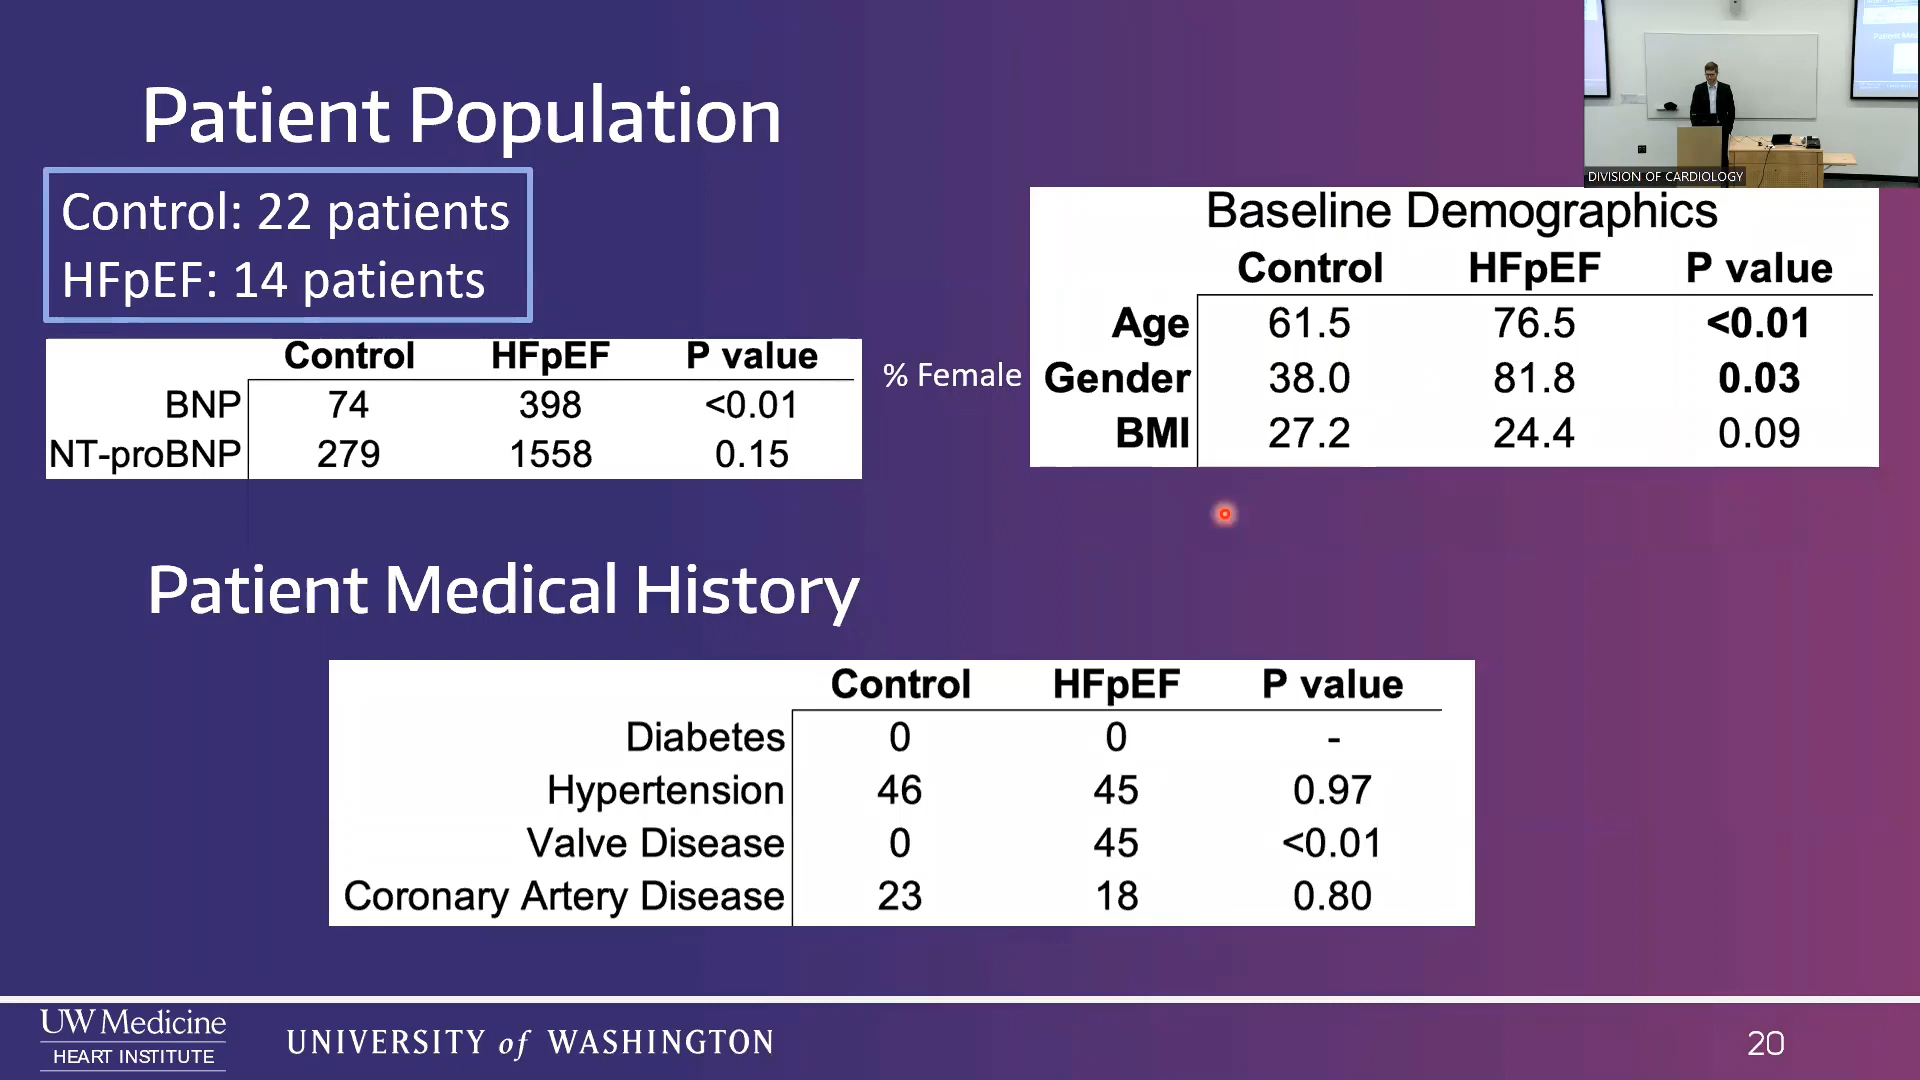 Patient Population
Control: 22 patients
HFpEF: 14 patients
Control HFpEF P value
BNP 74 398 <0.01
NT-proBNP 279 1558 0.15
DIVISION OF CARDIOLOGY
Baseline Demographics
Control HFpEF P value
Age 61.5 76.5 <0.01
% Female Gender 38.0 81.8 0.03
BMI 27.2 24.4 0.09
Patient Medical History
Control HFpEF P value
Diabetes 0 0 -
Hypertension 46 45 0.97
Valve Disease 0 45 <0.01
Coronary Artery Disease 23 18 0.80
UW Medicine
HEART INSTITUTE
UNIVERSITY of WASHINGTON
20